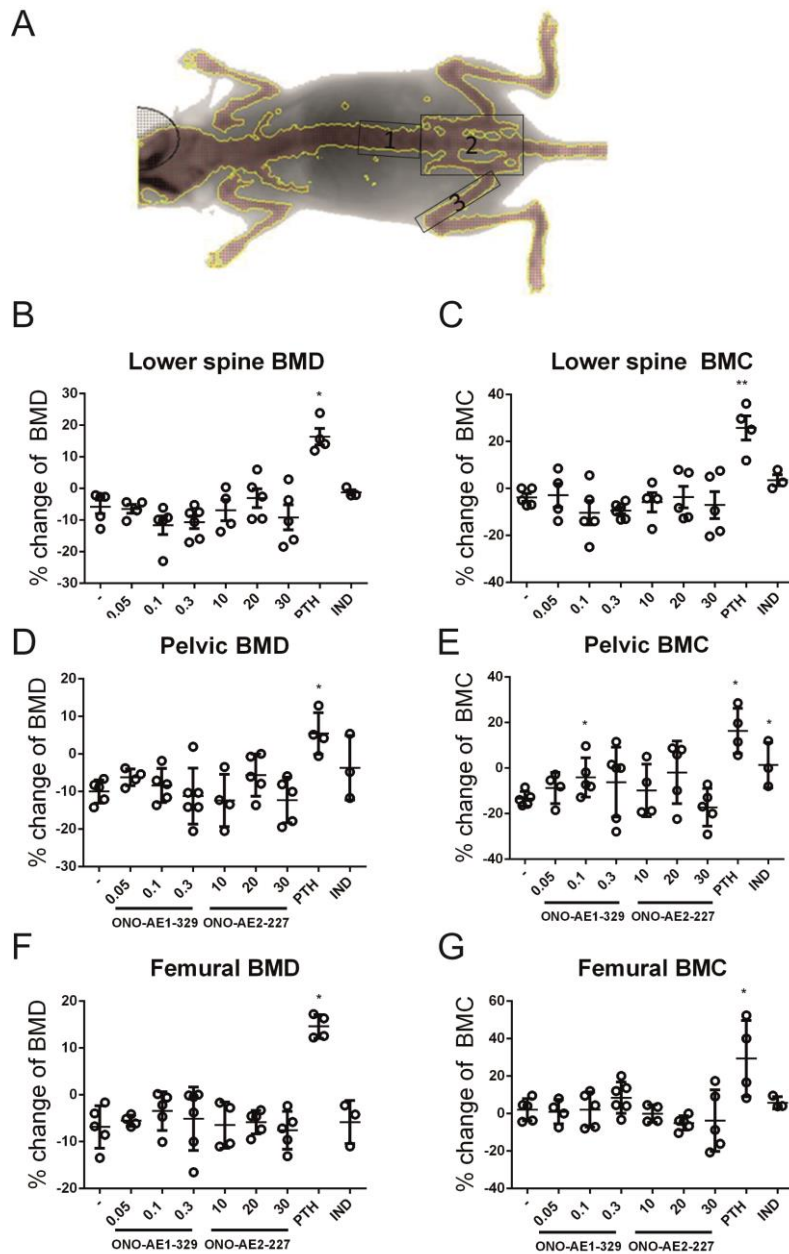 A
1
2
3
B
Lower spine BMD
% change of BMD
30
20
10
0
-10
-20
-30
*
- 0.05 0.1 0.3 10 20 30 PTH IND
C
Lower spine BMC
% change of BMC
40
20
0
-20
-40
**
- 0.05 0.1 0.3 10 20 30 PTH IND
D
Pelvic BMD
% change of BMD
20
10
0
-10
-20
-30
*
- 0.05 0.1 0.3 10 20 30 PTH IND
ONO-AE1-329 ONO-AE2-227
E
Pelvic BMC
% change of BMC
40
20
0
-20
-40
* * *
- 0.05 0.1 0.3 10 20 30 PTH IND
ONO-AE1-329 ONO-AE2-227
F
Femural BMD
% change of BMD
20
10
0
-10
-20
*
- 0.05 0.1 0.3 10 20 30 PTH IND
ONO-AE1-329 ONO-AE2-227
G
Femural BMC
% change of BMC
60
40
20
0
-20
-40
*
- 0.05 0.1 0.3 10 20 30 PTH IND
ONO-AE1-329 ONO-AE2-227